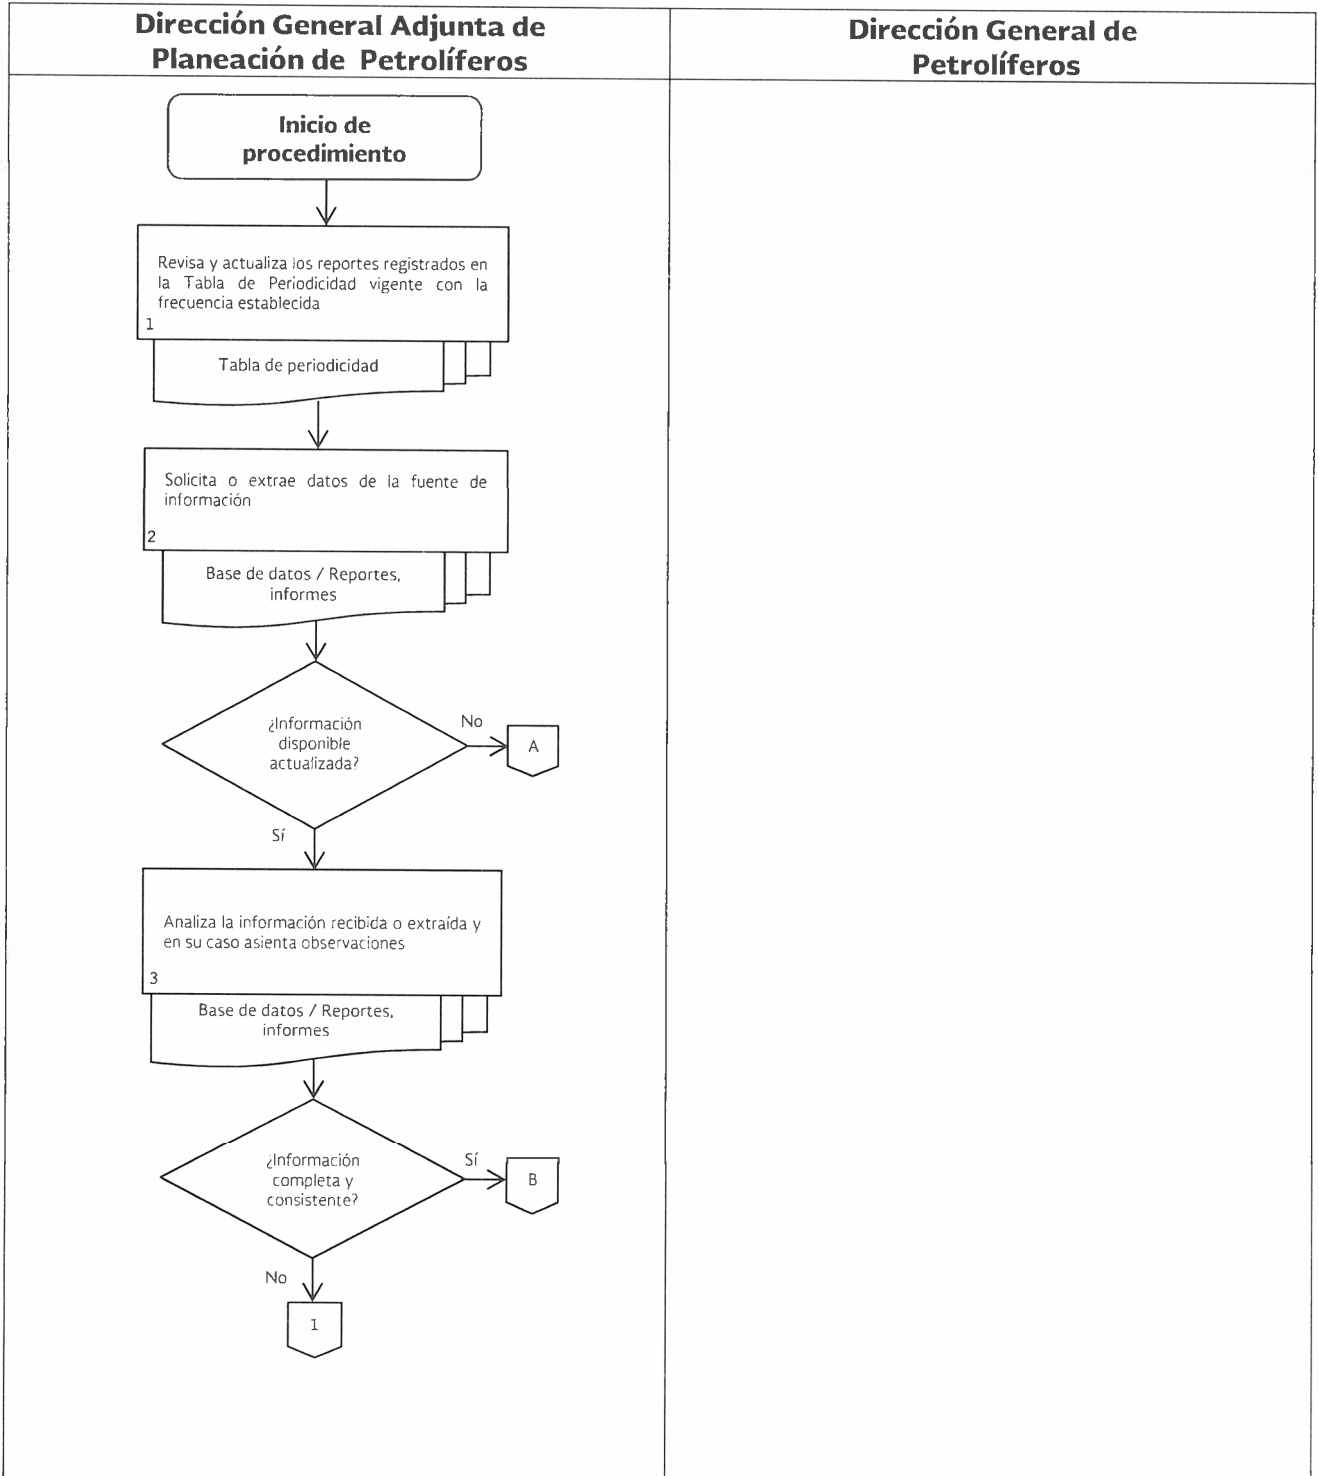 Dirección General Adjunta de
Planeación de Petrolíferos
Dirección General de
Petrolíferos
Inicio de
procedimiento
Revisa y actualiza los reportes registrados en
la Tabla de Periodicidad vigente con la
frecuencia establecida
1
Tabla de periodicidad
Solicita o extrae datos de la fuente de
información
2
Base de datos / Reportes,
informes
¿Información
disponible
actualizada?
No
A
Sí
Analiza la información recibida o extraída y
en su caso asienta observaciones
3
Base de datos / Reportes,
informes
¿Información
completa y
consistente?
Sí
B
No
1